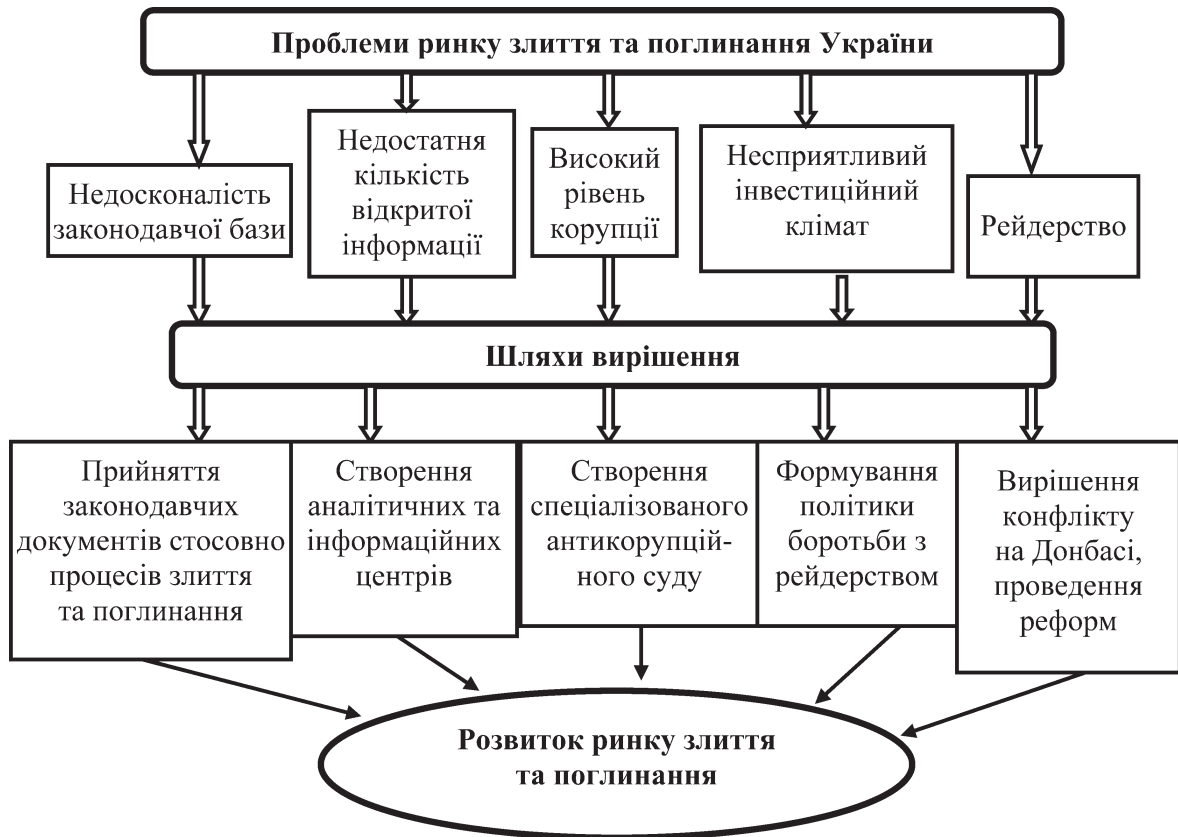 Проблеми ринку злиття та поглинання України
Недосконалість
законодавчої бази
Недостатня
кількість
відкритої
інформації
Високий
рівень
корупції
Несприятливий
інвестиційний
клімат
Рейдерство
Шляхи вирішення
Прийняття
законодавчих
документів стосовно
процесів злиття
та поглинання
Створення
аналітичних та
інформаційних
центрів
Створення
спеціалізованого
антикорупцій-
ного суду
Формування
політики
боротьби з
рейдерством
Вирішення
конфлікту
на Донбасі,
проведення
реформ
Розвиток ринку злиття
та поглинання